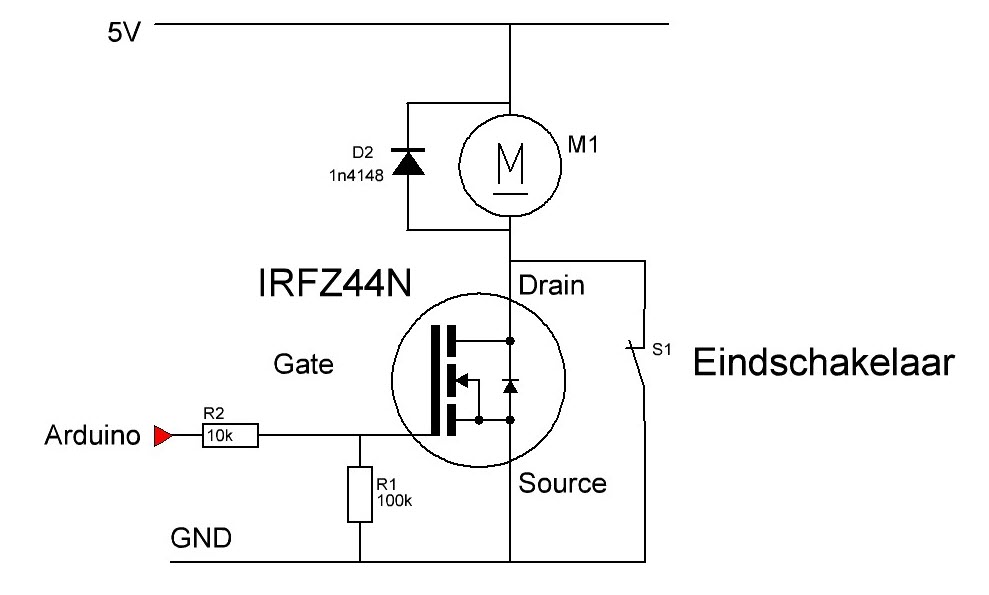 5V
D2
1n4148
M
M1
IRFZ44N
Drain
Gate
S1
Eindschakelaar
Arduino
R2
10k
R1
100k
Source
GND